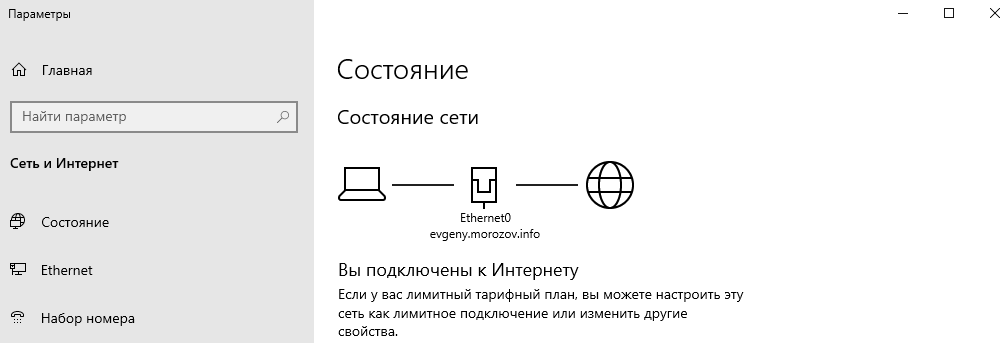 Параметры
Главная
Найти параметр
Сеть и Интернет
Состояние
Ethernet
Набор номера
Состояние
Состояние сети
Ethernet0
evgeny.morozov.info
Вы подключены к Интернету
Если у вас лимитный тарифный план, вы можете настроить эту
сеть как лимитное подключение или изменить другие
свойства.